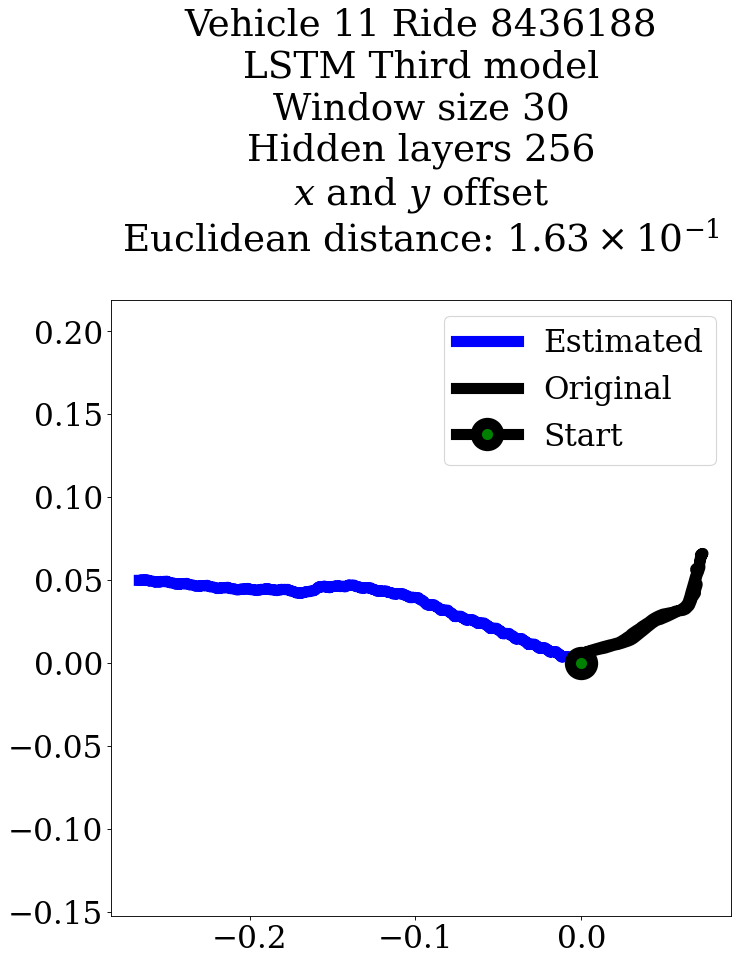 Vehicle 11 Ride 8436188
LSTM Third model
Window size 30
Hidden layers 256
x and y offset
Euclidean distance: 1.63 × 10⁻¹
Estimated
Original
Start
0.20
0.15
0.10
0.05
0.00
−0.05
−0.10
−0.15
−0.2 −0.1 0.0